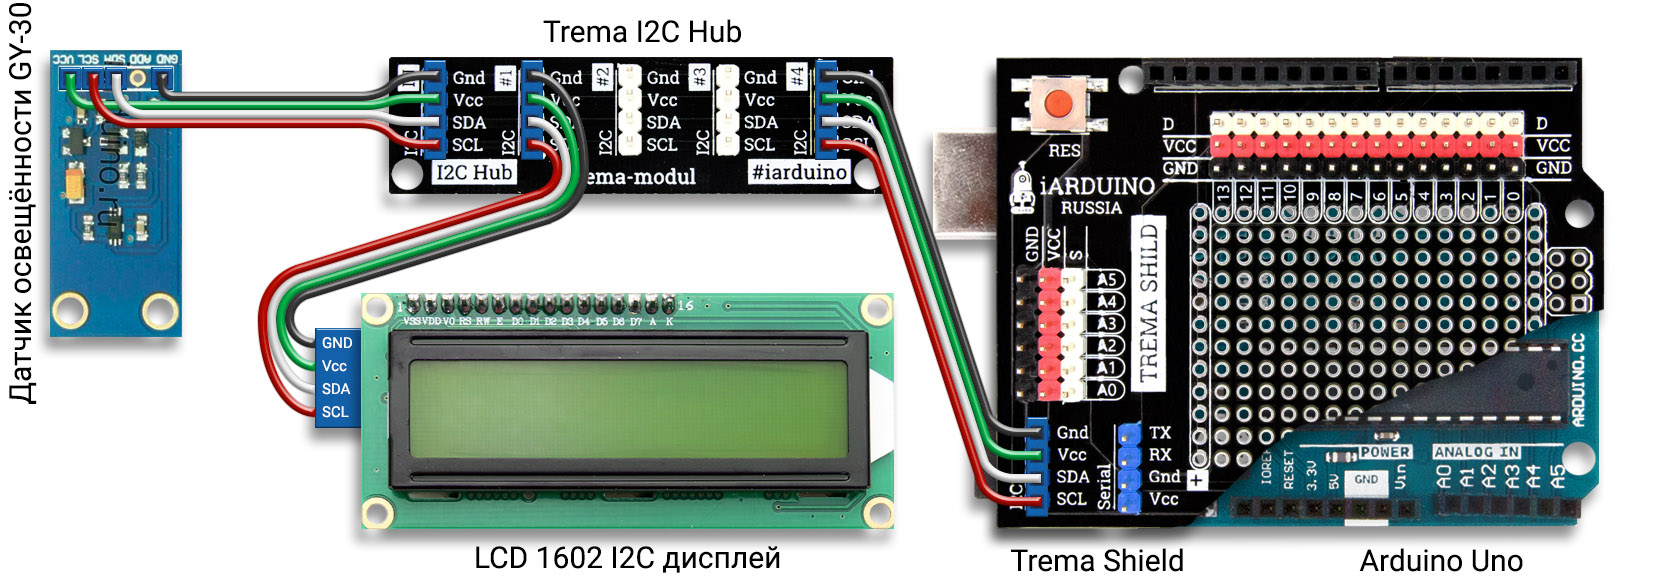 Датчик освещённости GY-30
VCC
SCL
SDA
ADD
GND
Trema I2C Hub
I2C
#1
#2
#3
#4
Gnd
Gnd
Gnd
Gnd
Gnd
Vcc
Vcc
Vcc
Vcc
Vcc
SDA
SDA
SDA
SDA
SDA
SCL
SCL
SCL
SCL
SCL
I2C
I2C
I2C
I2C
I2C Hub
#iarduino
GND
Vcc
SDA
SCL
1
16
VSS VDD V0 RS RW E D0 D1 D2 D3 D4 D5 D6 D7 A K
LCD 1602 I2C дисплей
RES
iARDUINO
RUSSIA
TREMA SHIELD
D
VCC
GND
D
VCC
GND
13 12 11 10 9 8 7 6 5 4 3 2 1 0
GND
VCC
S
A5
A4
A3
A2
A1
A0
Gnd
Vcc
SDA
SCL
I2C
Serial
TX
RX
Gnd
Vcc
+
ARDUINO.CC
POWER
ANALOG IN
RESET
3.3V
5V
GND
Vin
A0
A1
A2
A3
A4
A5
Trema Shield
Arduino Uno